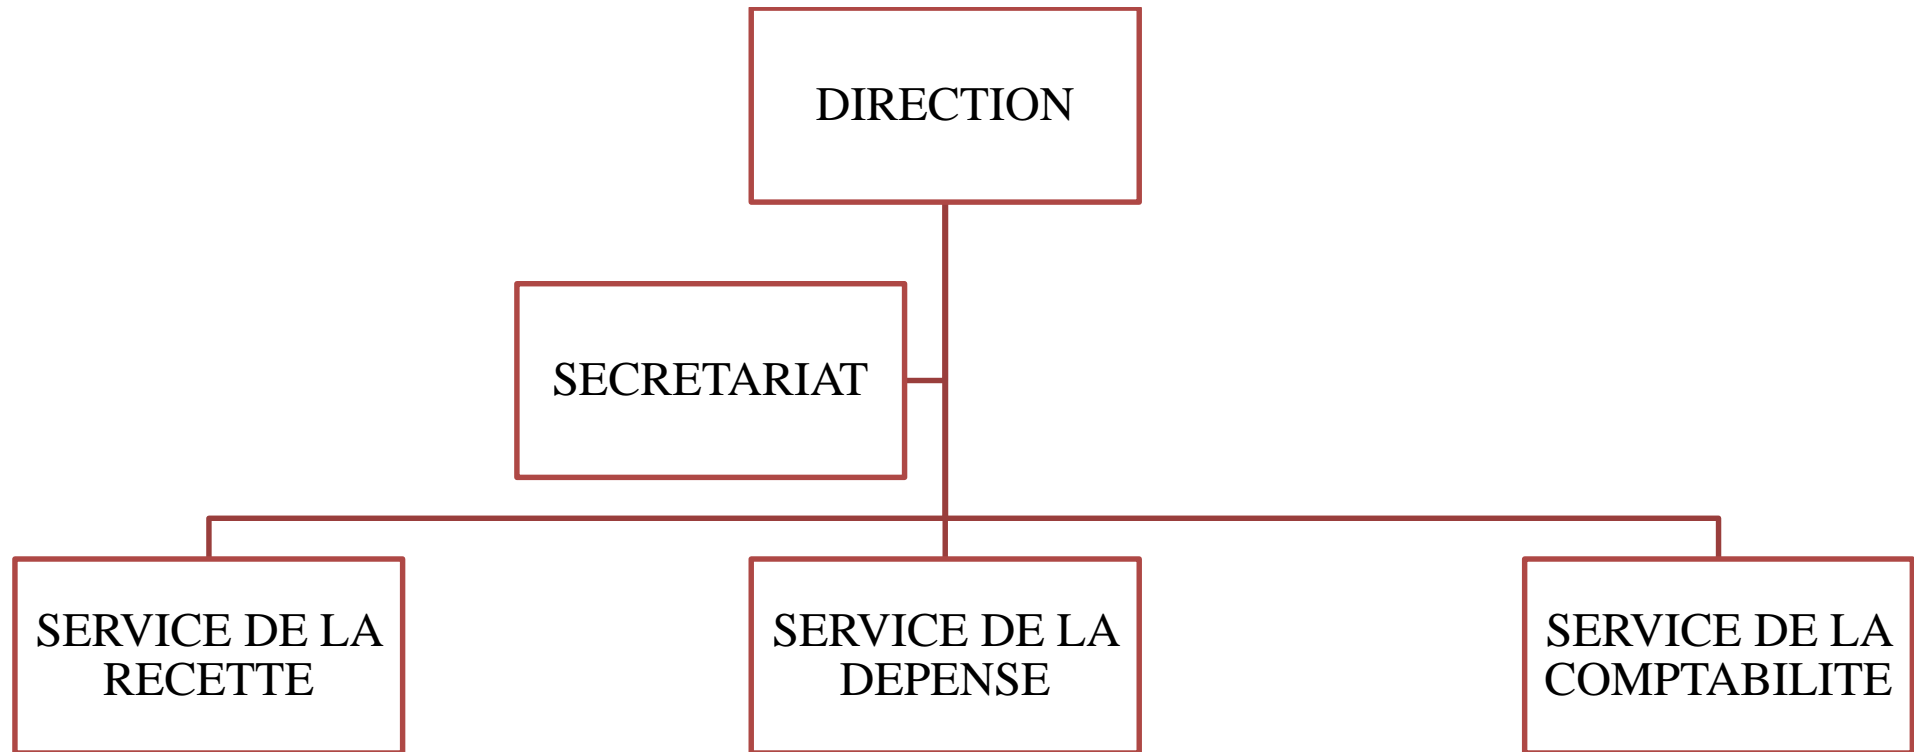 DIRECTION
SECRETARIAT
SERVICE DE LA
RECETTE
SERVICE DE LA
DEPENSE
SERVICE DE LA
COMPTABILITE